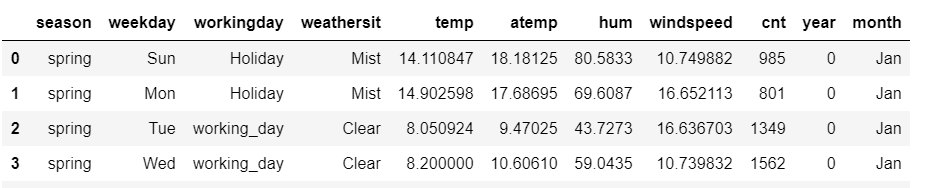 season weekday workingday weathersit temp atemp hum windspeed cnt year month
0 spring Sun Holiday Mist 14.110847 18.18125 80.5833 10.749882 985 0 Jan
1 spring Mon Holiday Mist 14.902598 17.68695 69.6087 16.652113 801 0 Jan
2 spring Tue working_day Clear 8.050924 9.47025 43.7273 16.636703 1349 0 Jan
3 spring Wed working_day Clear 8.200000 10.60610 59.0435 10.739832 1562 0 Jan